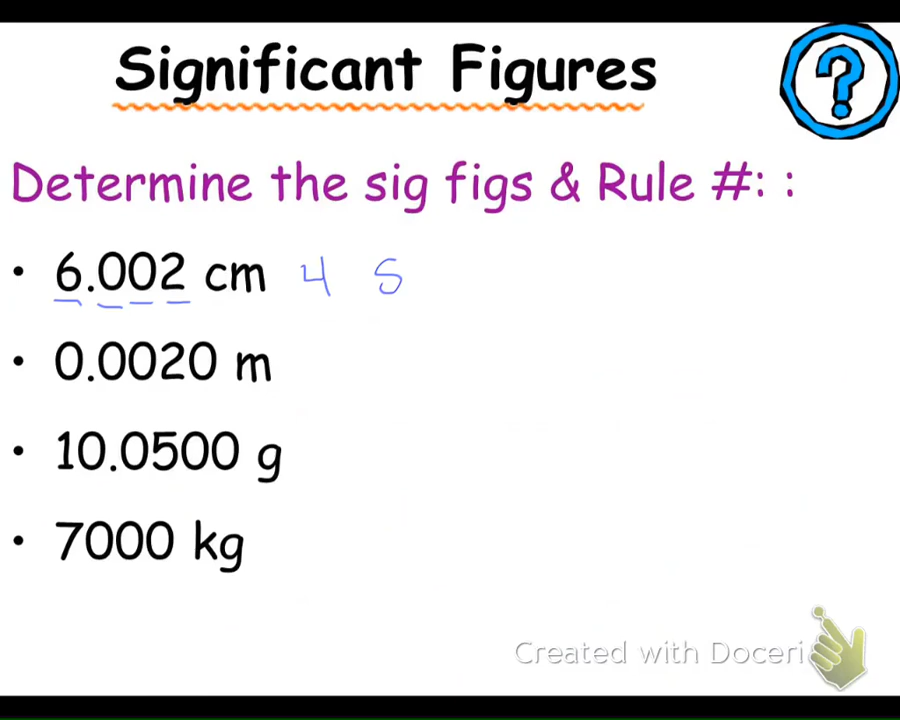 Significant Figures
?
Determine the sig figs & Rule #: :
• 6.002 cm 4 S
• 0.0020 m
• 10.0500 g
• 7000 kg
Created with Doceri